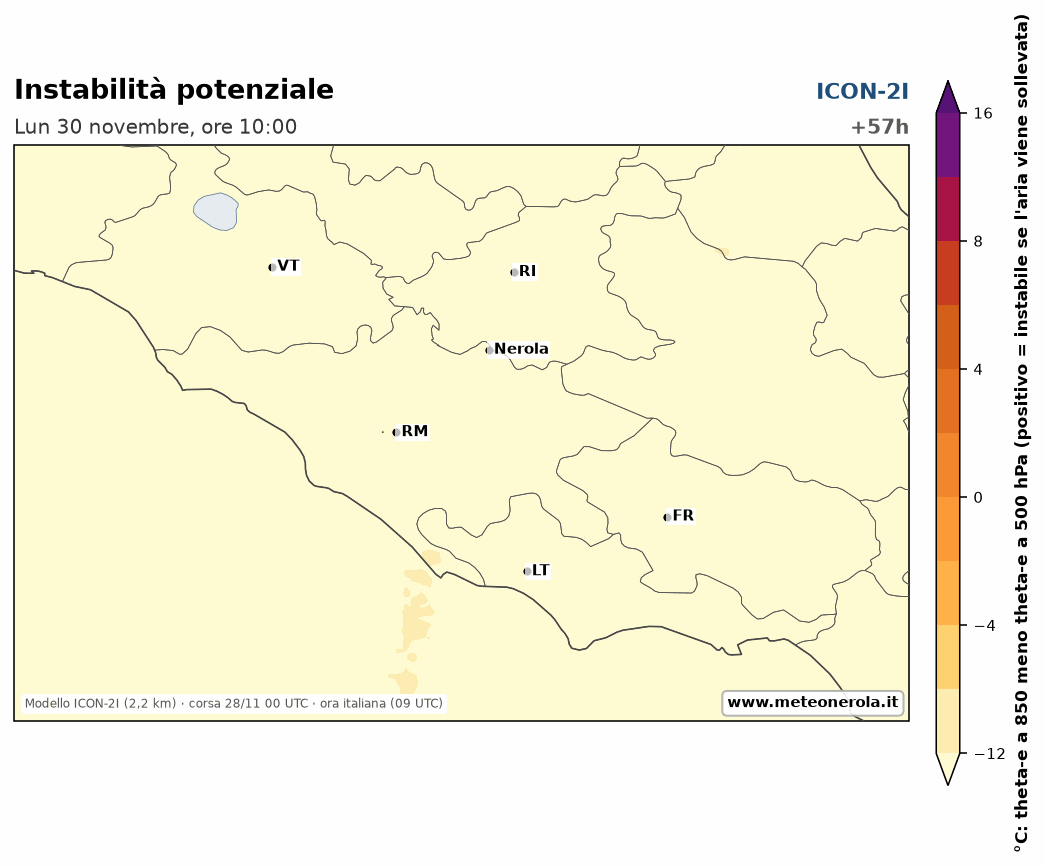 Instabilità potenziale
ICON-2I
Lun 30 novembre, ore 10:00
+57h
VT
RI
Nerola
RM
FR
LT
Modello ICON-2I (2,2 km) · corsa 28/11 00 UTC · ora italiana (09 UTC)
www.meteonerola.it
16
8
4
0
−4
−12
°C: theta-e a 850 meno theta-e a 500 hPa (positivo = instabile se l'aria viene sollevata)